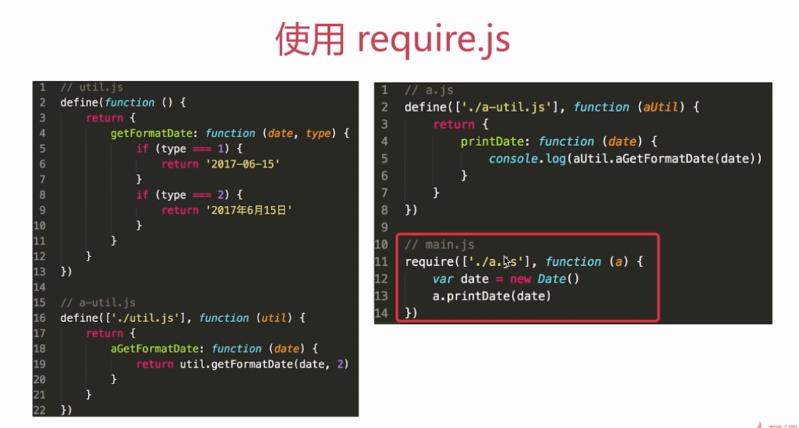 使用 require.js
1 // util.js
2 define(function () {
3 return {
4 getFormatDate: function (date, type) {
5 if (type === 1) {
6 return '2017-06-15'
7 }
8 if (type === 2) {
9 return '2017年6月15日'
10 }
11 }
12 }
13 })
14
15 // a-util.js
16 define(['./util.js'], function (util) {
17 return {
18 aGetFormatDate: function (date) {
19 return util.getFormatDate(date, 2)
20 }
21 }
22 })
1 // a.js
2 define(['./a-util.js'], function (aUtil) {
3 return {
4 printDate: function (date) {
5 console.log(aUtil.aGetFormatDate(date))
6 }
7 }
8 })
9
10 // main.js
11 require(['./a.js'], function (a) {
12 var date = new Date()
13 a.printDate(date)
14 })